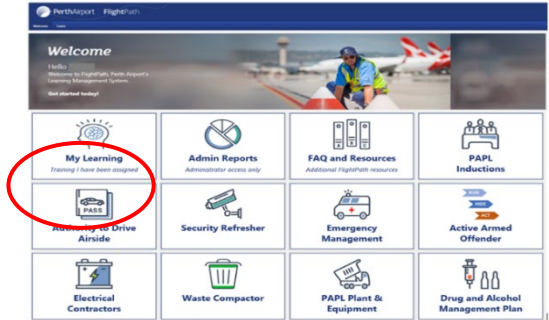 PerthAirport FlightPath
Welcome
Hello
Welcome to FlightPath, Perth Airport's
Learning Management System.
Get started today!
My Learning
Training I have been assigned
Admin Reports
Administrator access only
FAQ and Resources
Additional FlightPath resources
PAPL
Inductions
PASS
Authority to Drive
Airside
Security Refresher
Emergency
Management
RUN
HIDE
ACT
Active Armed
Offender
Electrical
Contractors
Waste Compactor
PAPL Plant &
Equipment
Drug and Alcohol
Management Plan